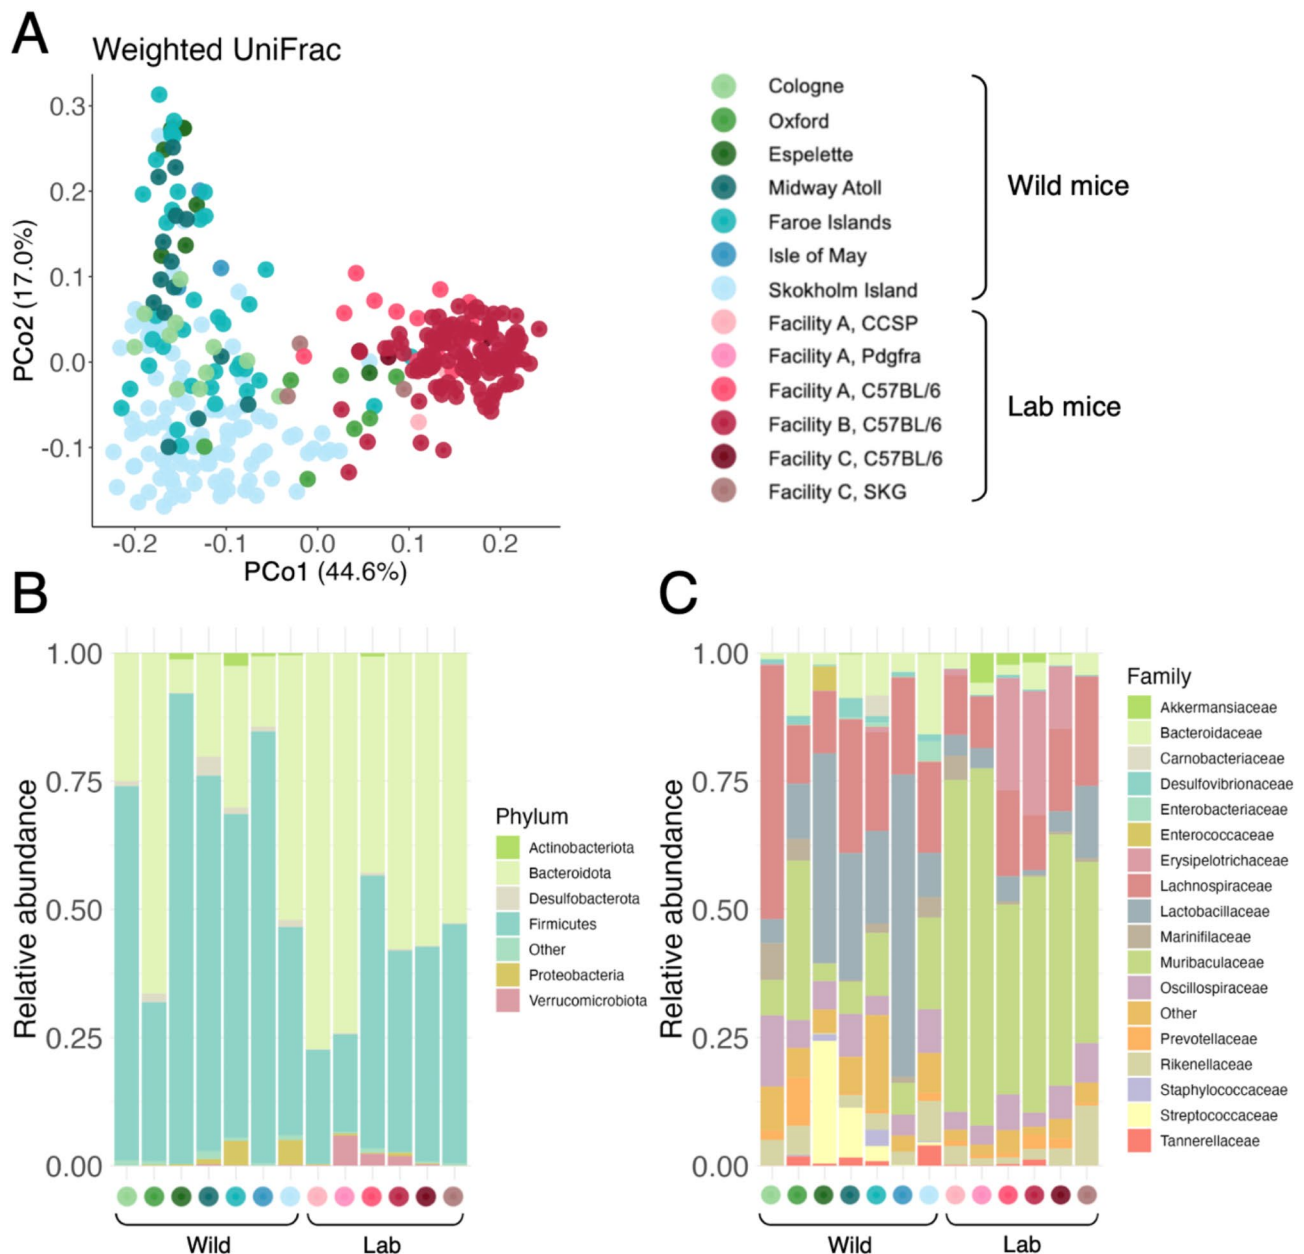 A
Weighted UniFrac
0.3
0.2
0.1
0.0
-0.1
PCo2 (17.0%)
-0.2 -0.1 0.0 0.1 0.2
PCo1 (44.6%)
Cologne
Oxford
Espelette
Midway Atoll
Faroe Islands
Isle of May
Skokholm Island
Wild mice
Facility A, CCSP
Facility A, Pdgfra
Facility A, C57BL/6
Facility B, C57BL/6
Facility C, C57BL/6
Facility C, SKG
Lab mice
B
1.00
0.75
0.50
0.25
0.00
Relative abundance
Wild Lab
Phylum
Actinobacteriota
Bacteroidota
Desulfobacterota
Firmicutes
Other
Proteobacteria
Verrucomicrobiota
C
1.00
0.75
0.50
0.25
0.00
Relative abundance
Wild Lab
Family
Akkermansiaceae
Bacteroidaceae
Carnobacteriaceae
Desulfovibrionaceae
Enterobacteriaceae
Enterococcaceae
Erysipelotrichaceae
Lachnospiraceae
Lactobacillaceae
Marinifilaceae
Muribaculaceae
Oscillospiraceae
Other
Prevotellaceae
Rikenellaceae
Staphylococcaceae
Streptococcaceae
Tannerellaceae